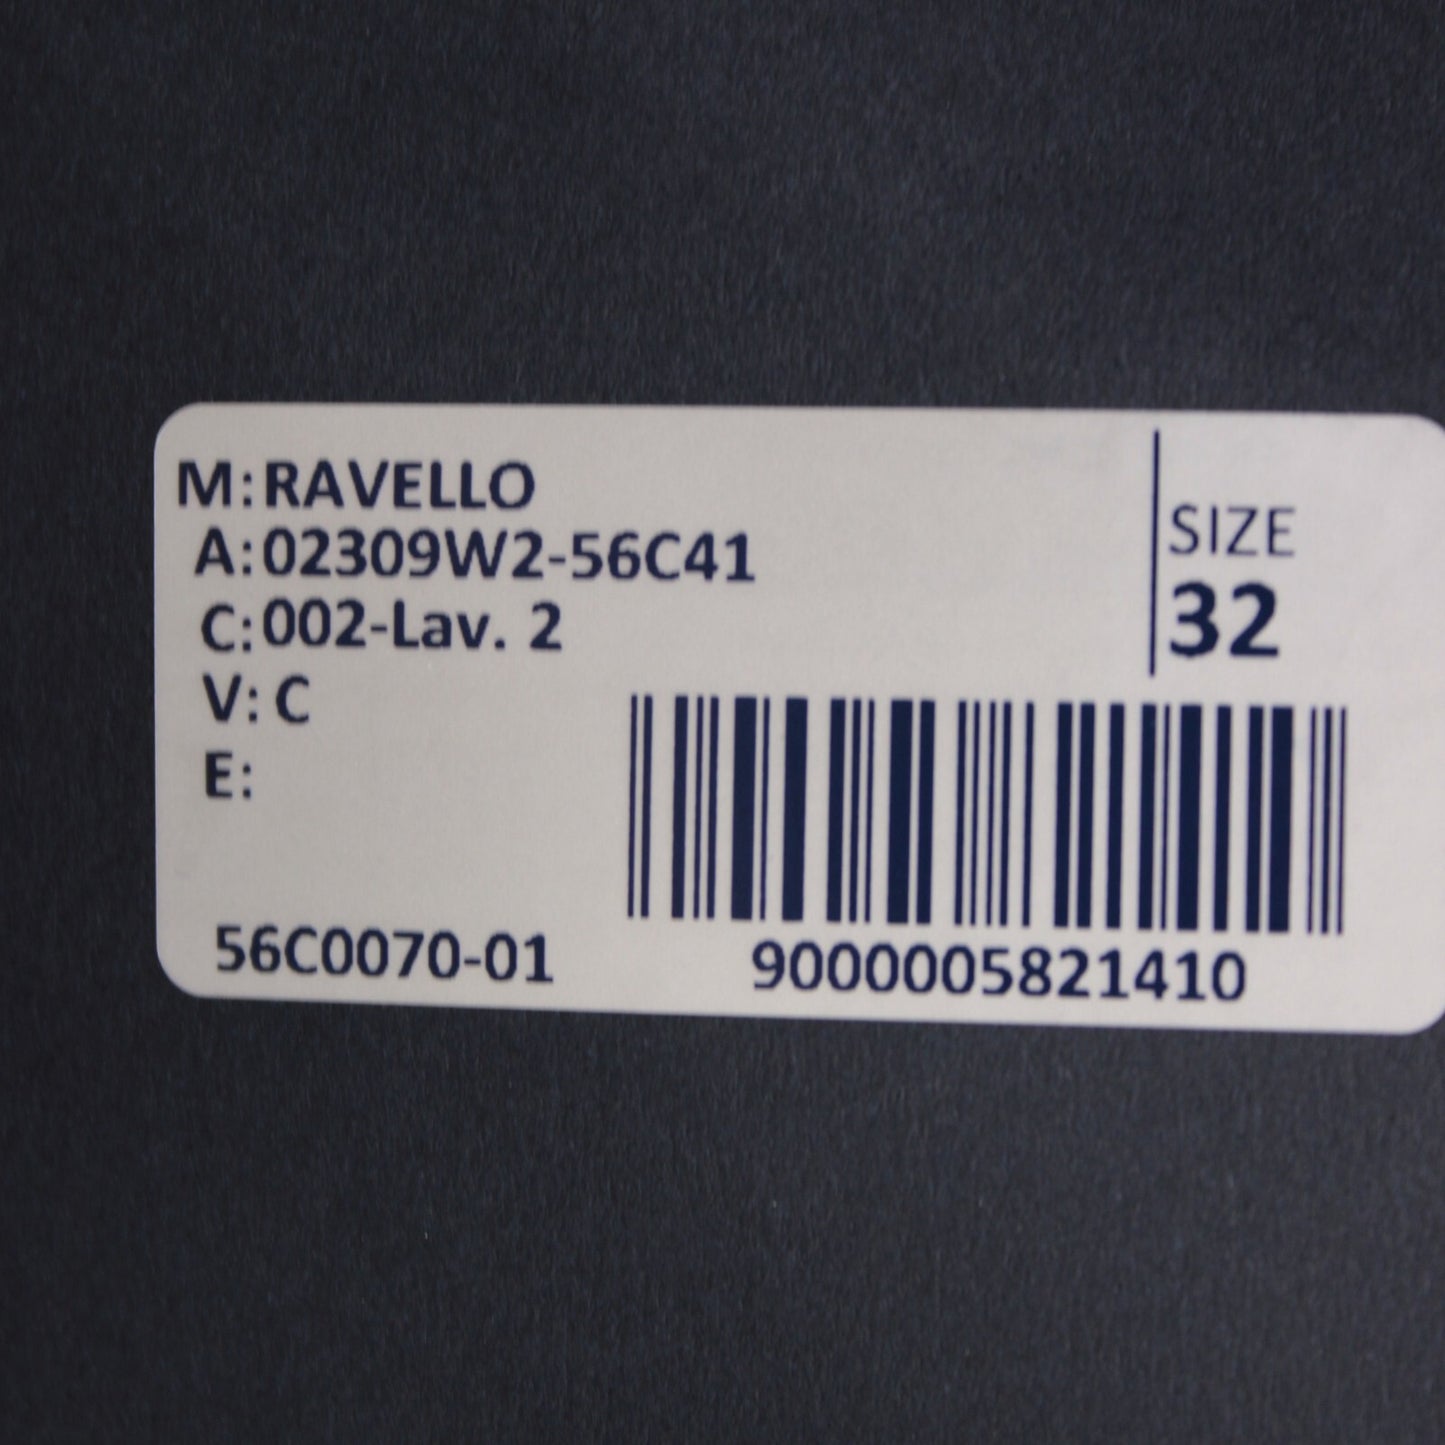 M: RAVELLO
A: 02309W2-56C41
C: 002-Lav. 2
V: C
E:
SIZE
32
56C0070-01
9000005821410